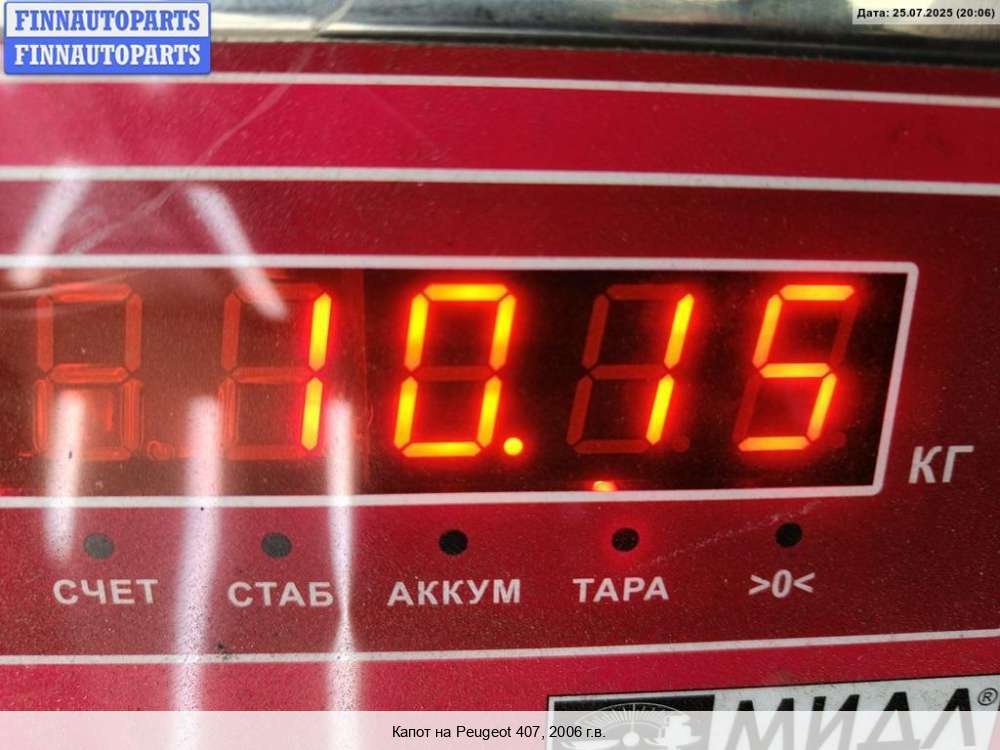 FINNAUTOPARTS
FINNAUTOPARTS
Дата: 25.07.2025 (20:06)
10.15
КГ
СЧЕТ СТАБ АККУМ ТАРА >0<
МИДЛ®
Капот на Peugeot 407, 2006 г.в.